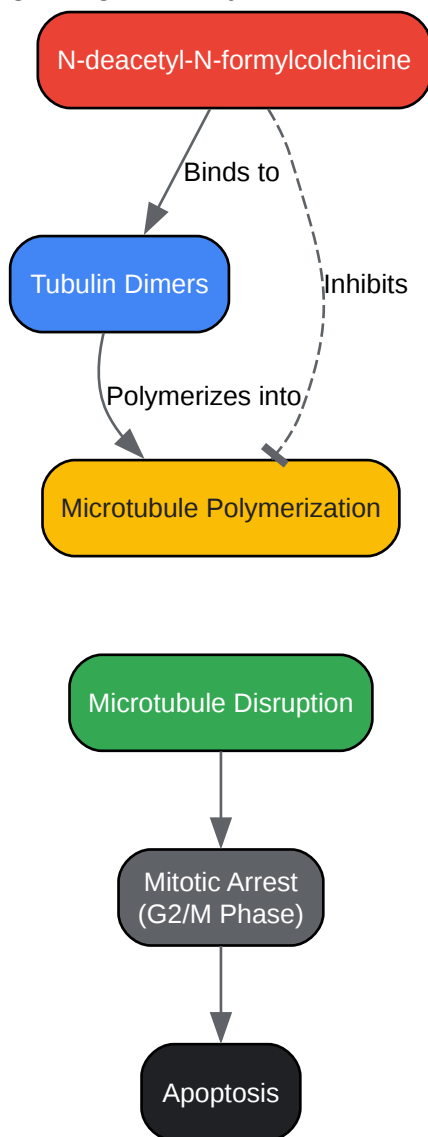 N-deacetyl-N-formylcolchicine
Binds to
Tubulin Dimers
Inhibits
Polymerizes into
Microtubule Polymerization
Microtubule Disruption
Mitotic Arrest
(G2/M Phase)
Apoptosis